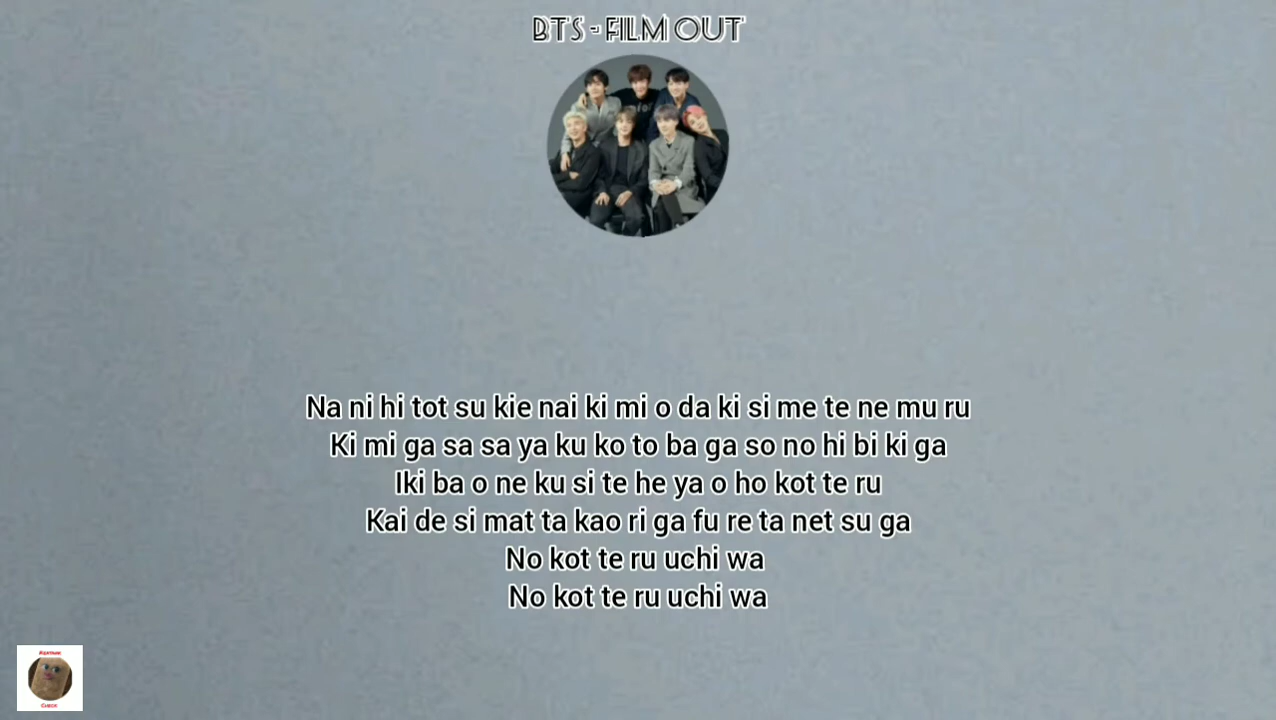 BTS - FILM OUT
Na ni hi tot su kie nai ki mi o da ki si me te ne mu ru
Ki mi ga sa sa ya ku ko to ba ga so no hi bi ki ga
Iki ba o ne ku si te he ya o ho kot te ru
Kai de si mat ta kao ri ga fu re ta net su ga
No kot te ru uchi wa
No kot te ru uchi wa